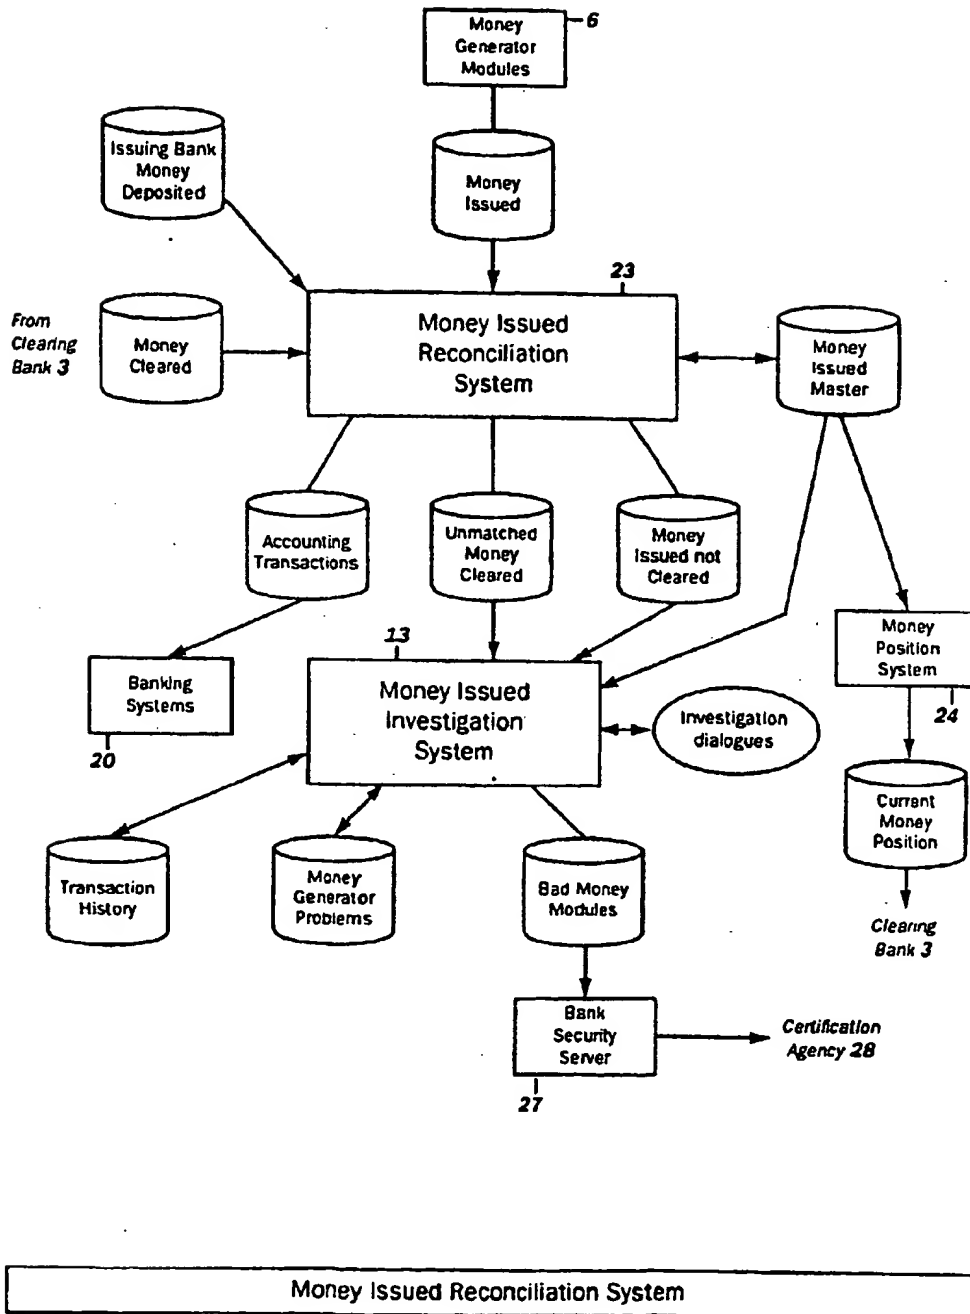 Money
Generator
Modules
6
Issuing Bank
Money
Deposited
Money
Issued
23
From
Clearing
Bank 3
Money
Cleared
Money Issued
Reconciliation
System
Money
Issued
Master
Accounting
Transactions
Unmatched
Money
Cleared
Money
Issued not
Cleared
13
Banking
Systems
20
Money Issued
Investigation
System
Investigation
dialogues
Money
Position
System
24
Current
Money
Position
Clearing
Bank 3
Transaction
History
Money
Generator
Problems
Bad Money
Modules
Bank
Security
Server
27
Certification
Agency 28
Money Issued Reconciliation System